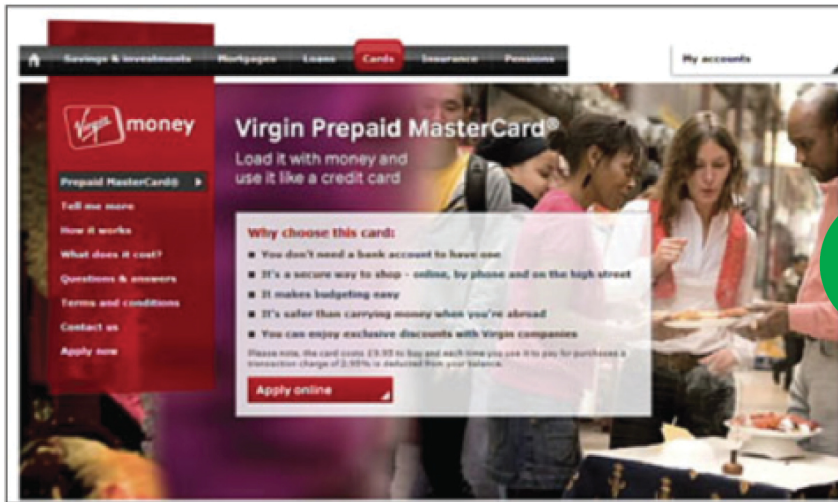 Savings & investments Mortgages Loans Cards Insurance Pensions My accounts
Virgin money
Prepaid MasterCard®
Tell me more
How it works
What does it cost?
Questions & answers
Terms and conditions
Contact us
Apply now
Virgin Prepaid MasterCard®
Load it with money and
use it like a credit card
Why choose this card:
You don't need a bank account to have one
It's a secure way to shop - online, by phone and on the high street
It makes budgeting easy
It's safer than carrying money when you're abroad
You can enjoy exclusive discounts with Virgin companies
Please note, the card costs £9.95 to buy and each time you use it to pay for purchases a
transaction charge of 2.95% is deducted from your balance.
Apply online